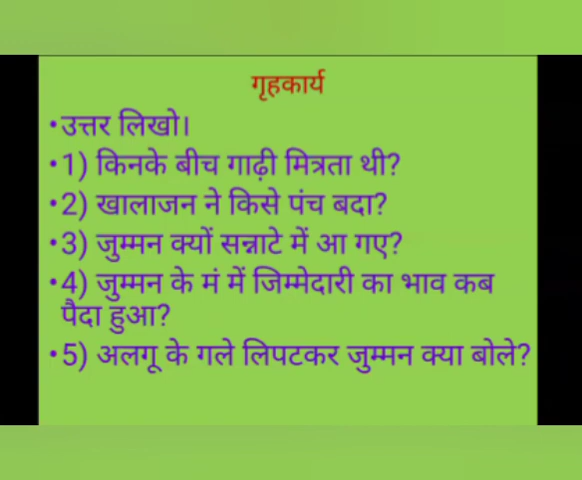 गृहकार्य
•उत्तर लिखो।
•1) किनके बीच गाढ़ी मित्रता थी?
•2) खालाजन ने किसे पंच बदा?
•3) जुम्मन क्यों सन्नाटे में आ गए?
•4) जुम्मन के मं में जिम्मेदारी का भाव कब
पैदा हुआ?
•5) अलगू के गले लिपटकर जुम्मन क्या बोले?